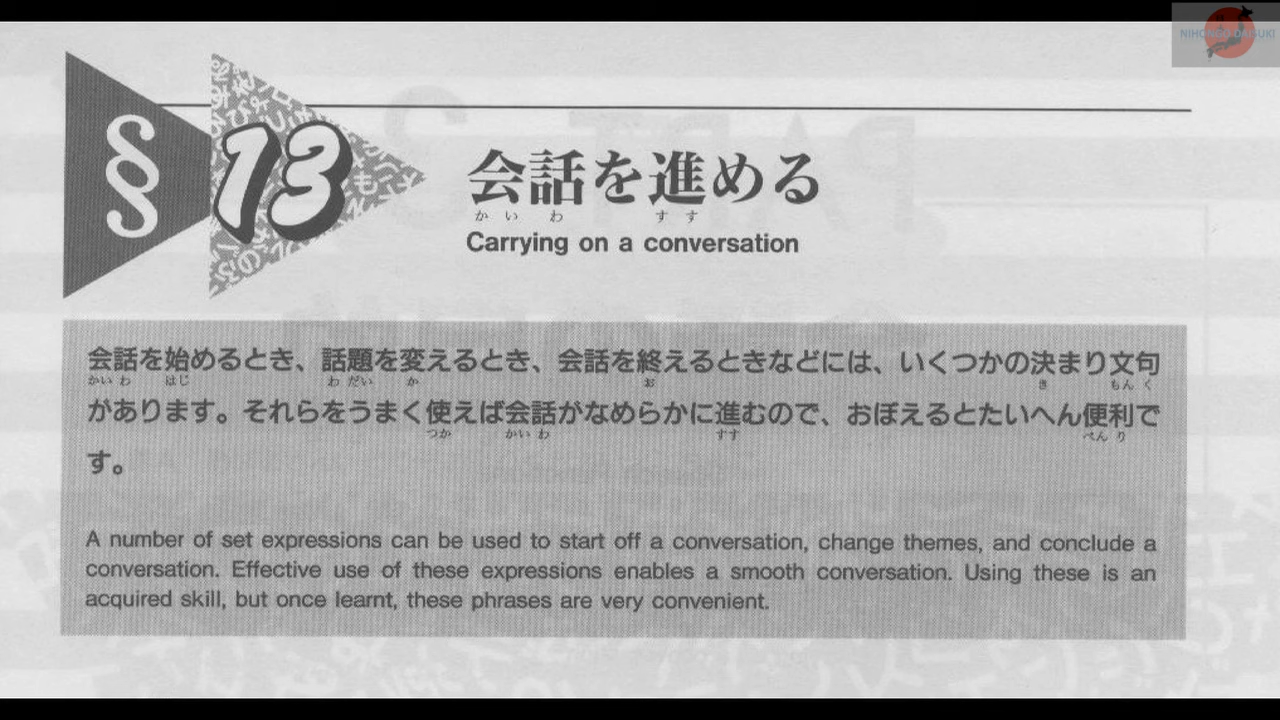 NIHONGO DAISUKI
§ 13
会話を進める
かいわ すす
Carrying on a conversation
会話を始めるとき、話題を変えるとき、会話を終えるときなどには、いくつかの決まり文句
かいわ はじ わだい か お き もんく
があります。それらをうまく使えば会話がなめらかに進むので、おぼえるとたいへん便利で
つか かいわ すす べんり
す。
A number of set expressions can be used to start off a conversation, change themes, and conclude a
conversation. Effective use of these expressions enables a smooth conversation. Using these is an
acquired skill, but once learnt, these phrases are very convenient.